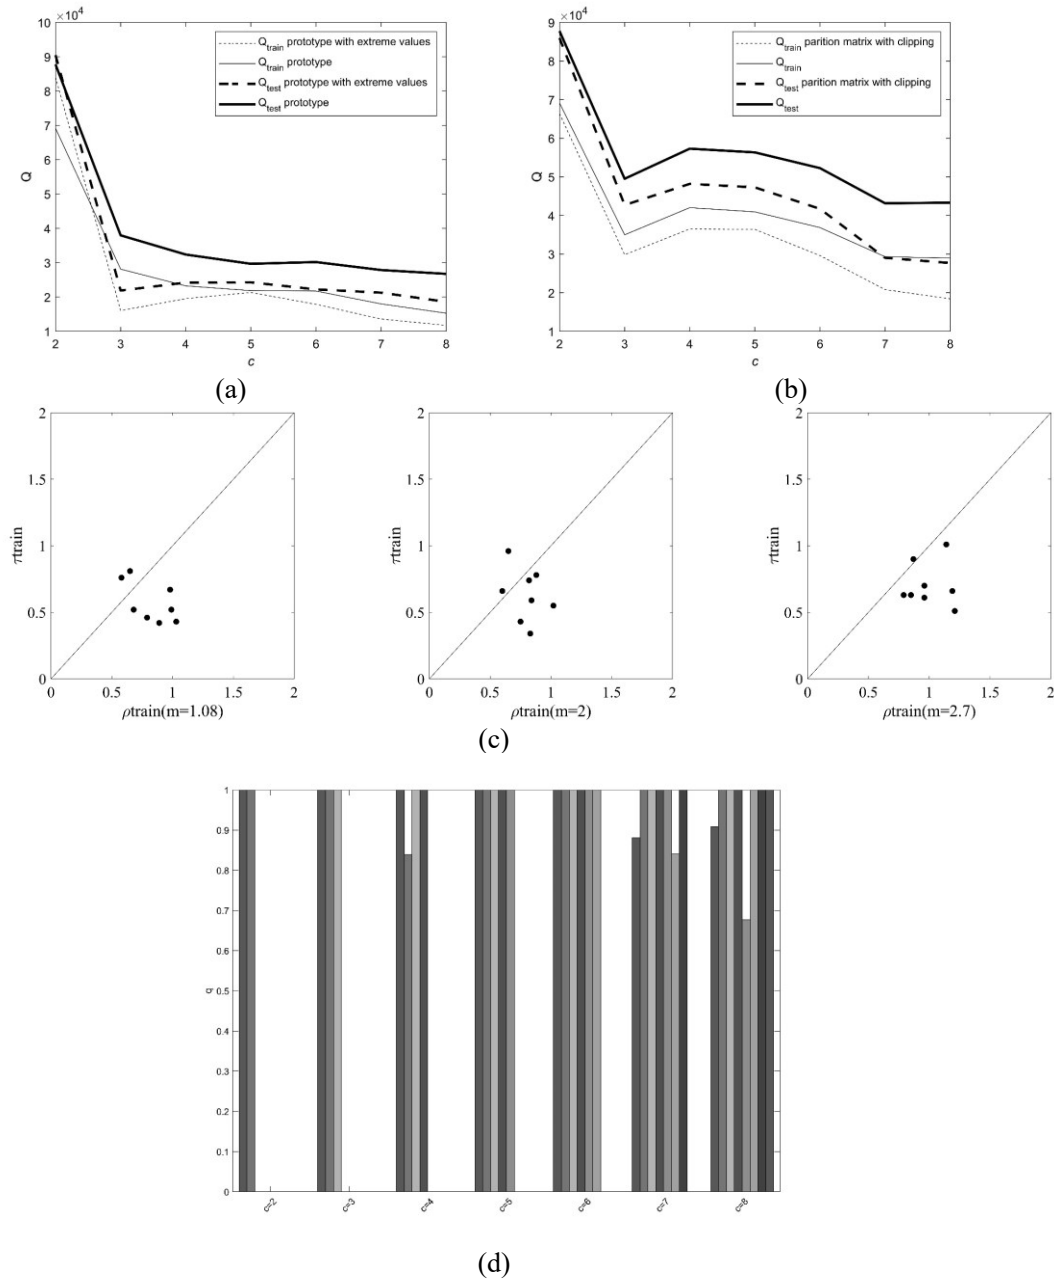 ×10⁴
10
9
8
7
6
5
4
3
2
1
Q
Q_train prototype with extreme values
Q_train prototype
Q_test prototype with extreme values
Q_test prototype
2 3 4 5 6 7 8
c
(a)
×10⁴
9
8
7
6
5
4
3
2
1
Q
Q_train parition matrix with clipping
Q_train
Q_test parition matrix with clipping
Q_test
2 3 4 5 6 7 8
c
(b)
2
1.5
1
0.5
0
τtrain
0 0.5 1 1.5 2
ρtrain(m=1.08)
2
1.5
1
0.5
0
τtrain
0 0.5 1 1.5 2
ρtrain(m=2)
2
1.5
1
0.5
0
τtrain
0 0.5 1 1.5 2
ρtrain(m=2.7)
(c)
1
0.9
0.8
0.7
0.6
0.5
0.4
0.3
0.2
0.1
0
q
c=2 c=3 c=4 c=5 c=6 c=7 c=8
(d)